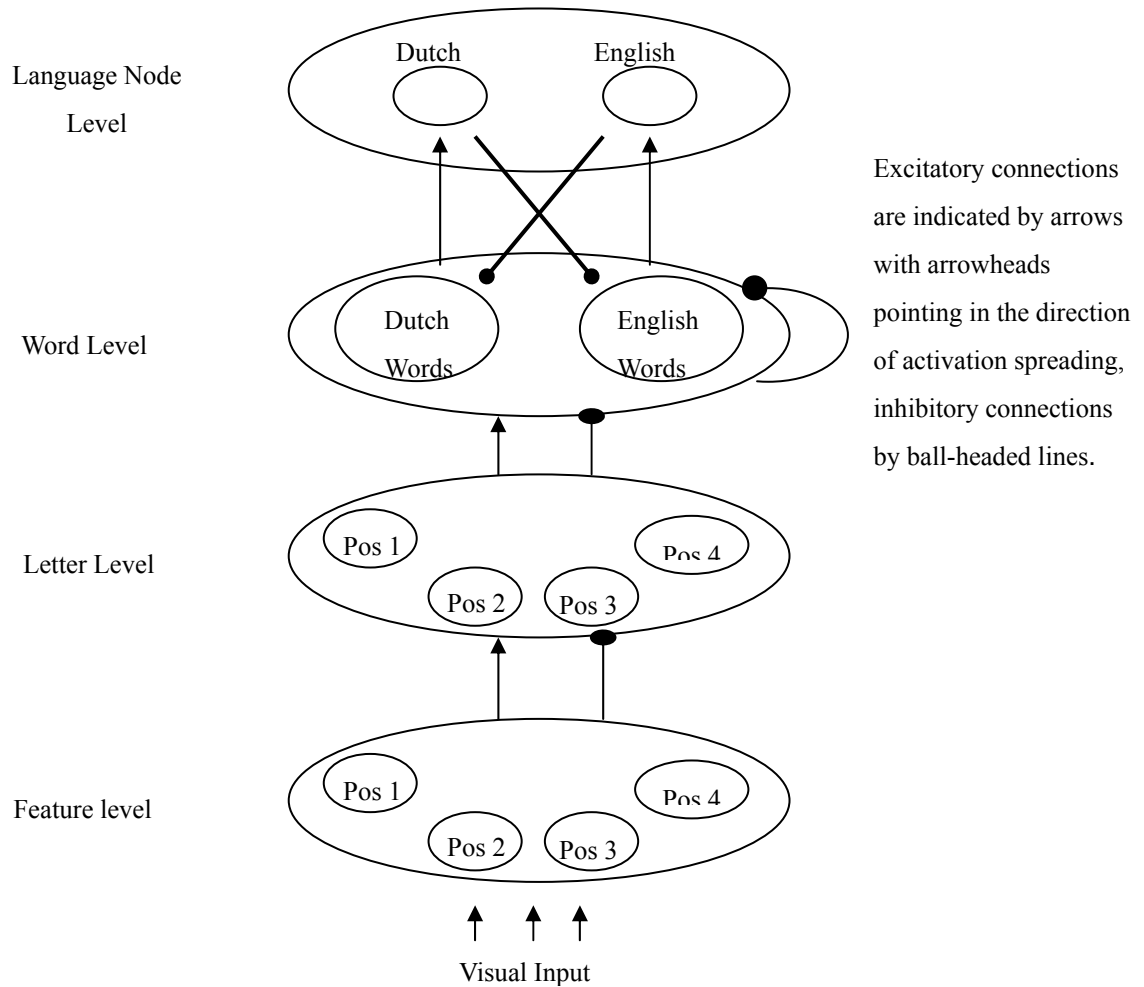 Dutch
English
Language Node
Level
Excitatory connections
are indicated by arrows
with arrowheads
pointing in the direction
of activation spreading,
inhibitory connections
by ball-headed lines.
Word Level
Dutch
Words
English
Words
Letter Level
Pos 1
Pos 2
Pos 3
Pos 4
Feature level
Pos 1
Pos 2
Pos 3
Pos 4
Visual Input